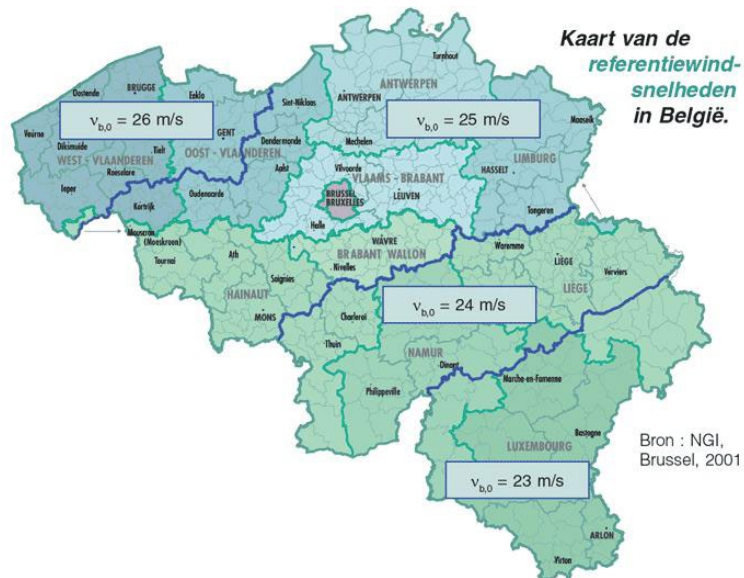 Kaart van de
referentiewind-
snelheden
in België.
Turnhout
ANTWERPEN
Oostende
BRUGGE
Eeklo
Sint-Niklaas
ANTWERPEN
v b,0 = 26 m/s
v b,0 = 25 m/s
Maaseik
Veurne
GENT
Diksmuide
Tielt
Dendermonde
Mechelen
WEST - VLAANDEREN
OOST - VLAANDEREN
LIMBURG
Roeselare
Aalst
Vilvoorde
VLAAMS - BRABANT
HASSELT
Ieper
Oudenaarde
BRUSSEL
BRUXELLES
LEUVEN
Kortrijk
Halle
Tongeren
Mouscron
(Moeskroen)
WAVRE
Waremme
Ath
BRABANT WALLON
LIÈGE
Tournai
Soignies
Nivelles
Verviers
HAINAUT
LIÈGE
v b,0 = 24 m/s
MONS
Charleroi
Thuin
NAMUR
Dinant
Philippeville
Marche-en-Famenne
Bastogne
LUXEMBOURG
Bron : NGI,
Brussel, 2001
v b,0 = 23 m/s
ARLON
Virton